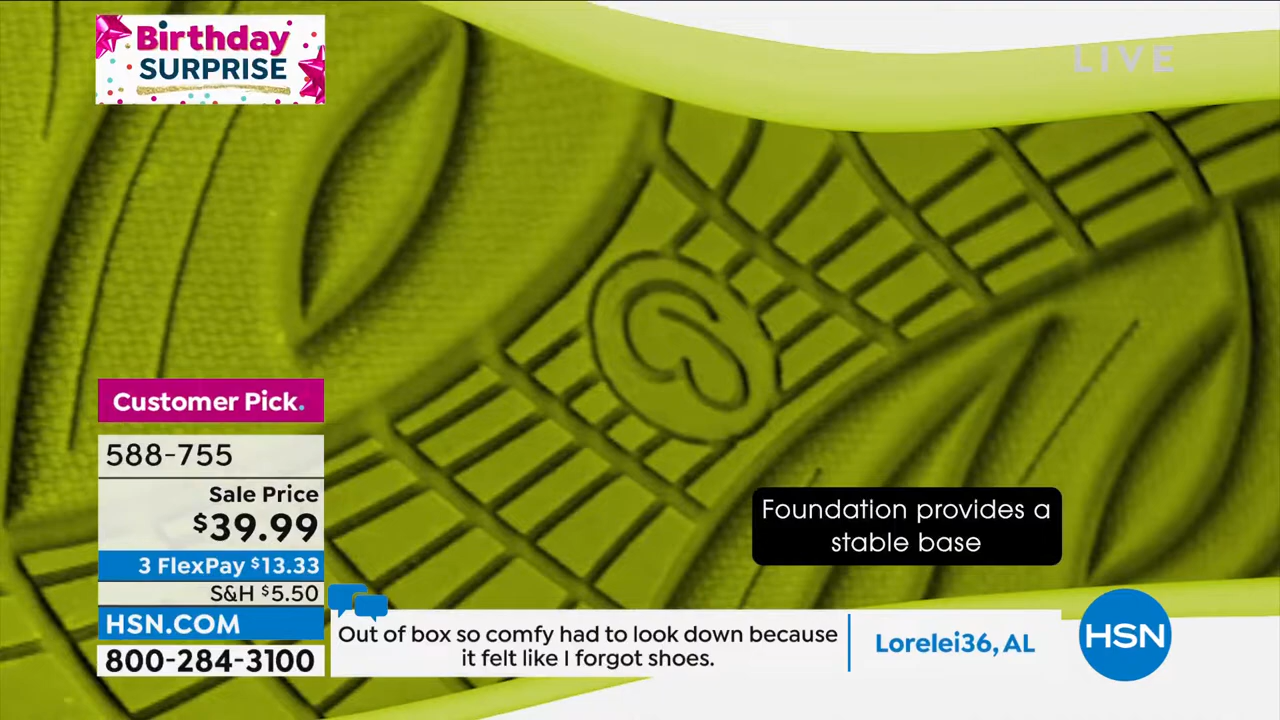 Birthday
SURPRISE
LIVE
Customer Pick.
588-755
Sale Price
$39.99
3 FlexPay $13.33
S&H $5.50
HSN.COM
800-284-3100
Foundation provides a
stable base
Out of box so comfy had to look down because
it felt like I forgot shoes.
Lorelei36, AL
HSN